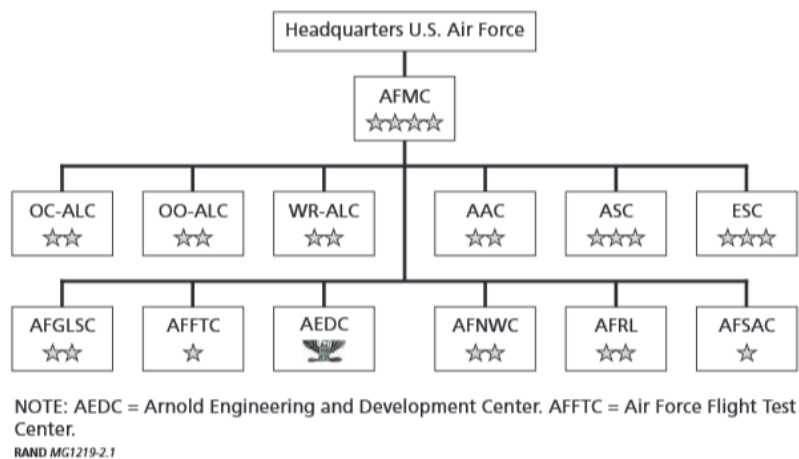 Headquarters U.S. Air Force
AFMC
OC-ALC
OO-ALC
WR-ALC
AAC
ASC
ESC
AFGLSC
AFFTC
AEDC
AFNWC
AFRL
AFSAC
NOTE: AEDC = Arnold Engineering and Development Center. AFFTC = Air Force Flight Test
Center.
RAND MG1219-2.1